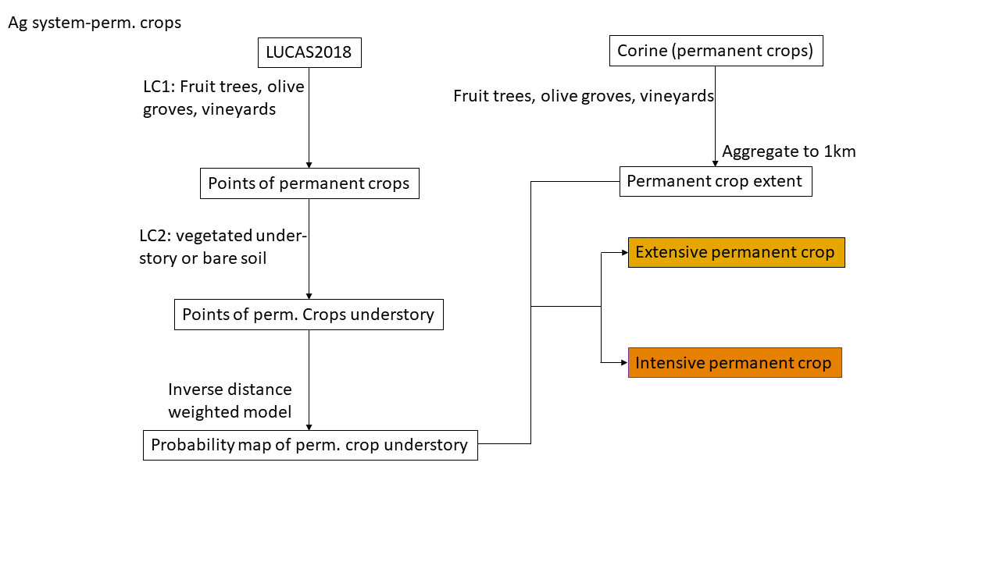 Ag system-perm. crops
LUCAS2018
LC1: Fruit trees, olive
groves, vineyards
Points of permanent crops
LC2: vegetated under-
story or bare soil
Points of perm. Crops understory
Inverse distance
weighted model
Probability map of perm. crop understory
Corine (permanent crops)
Fruit trees, olive groves, vineyards
Aggregate to 1km
Permanent crop extent
Extensive permanent crop
Intensive permanent crop